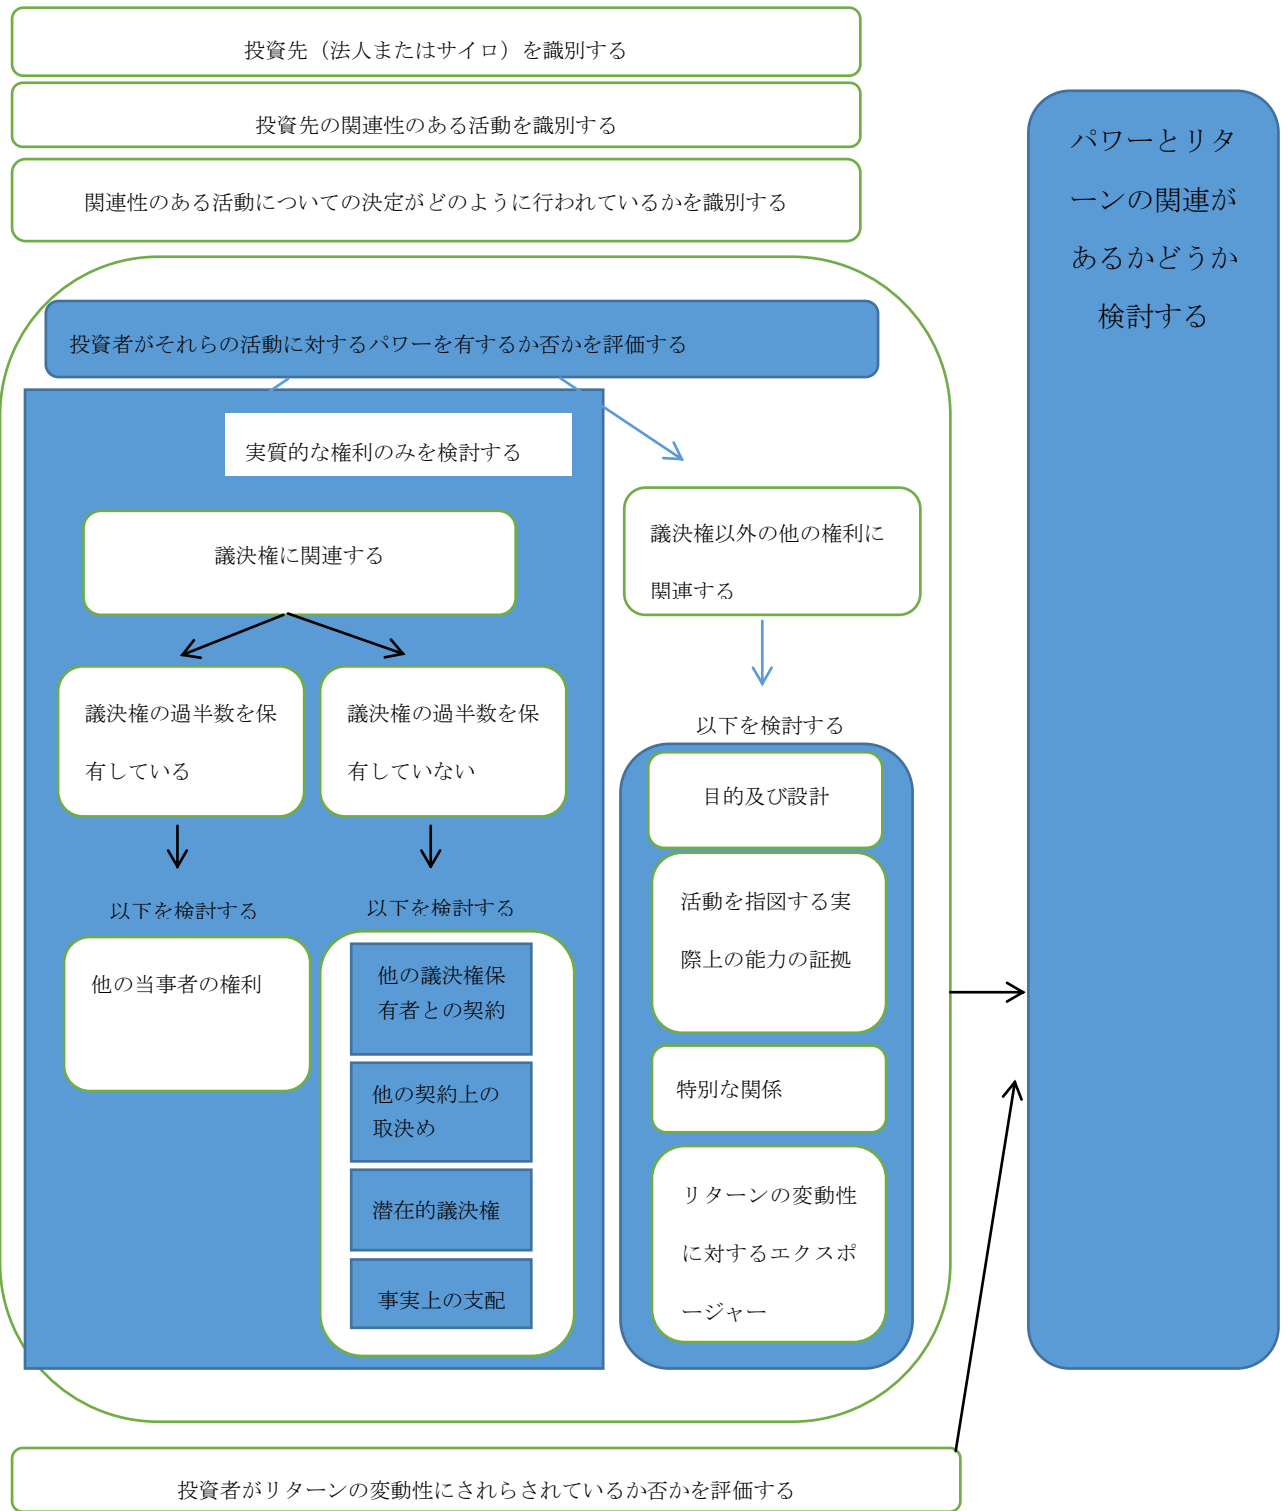 投資先（法人またはサイロ）を識別する
投資先の関連性のある活動を識別する
関連性のある活動についての決定がどのように行われているかを識別する
投資者がそれらの活動に対するパワーを有するか否かを評価する
実質的な権利のみを検討する
議決権に関連する
議決権の過半数を保
有している
以下を検討する
他の当事者の権利
議決権の過半数を保
有していない
以下を検討する
他の議決権保
有者との契約
他の契約上の
取決め
潜在的議決権
事実上の支配
議決権以外の他の権利に
関連する
以下を検討する
目的及び設計
活動を指図する実
際上の能力の証拠
特別な関係
リターンの変動性
に対するエクスポ
ージャー
投資者がリターンの変動性にされらされているか否かを評価する
パワーとリタ
ーンの関連が
あるかどうか
検討する